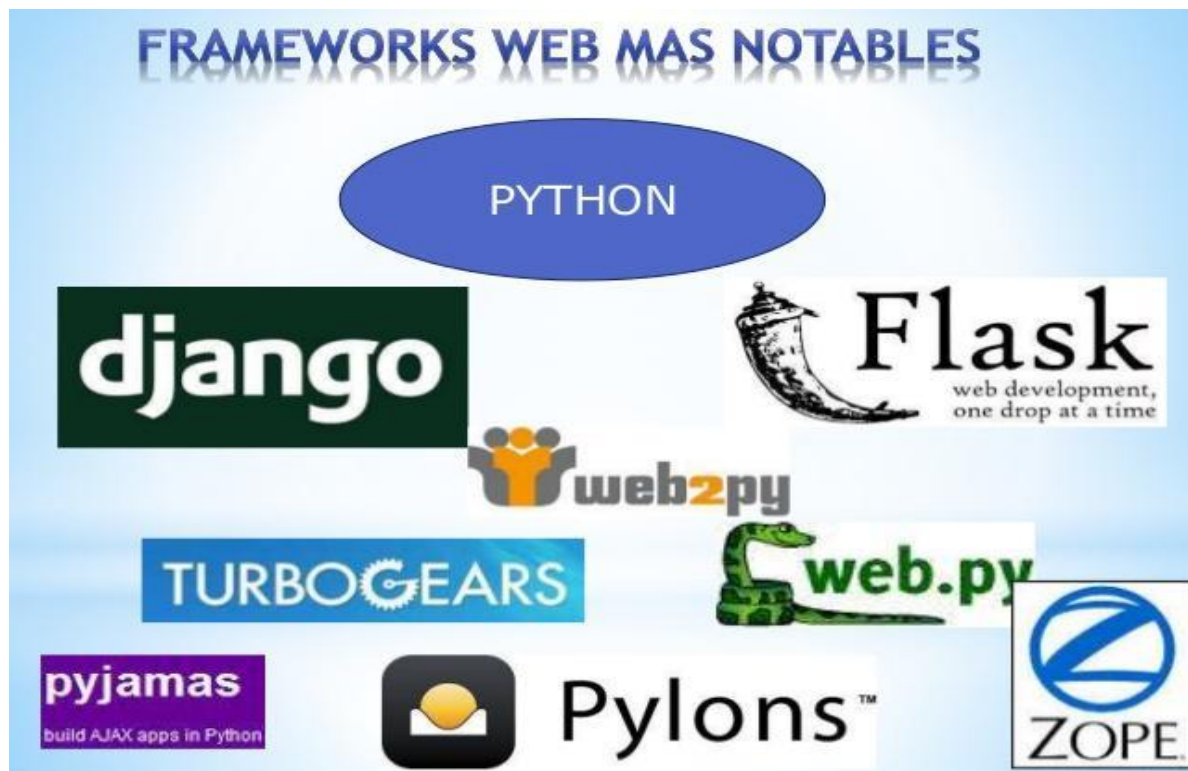 FRAMEWORKS WEB MAS NOTABLES
PYTHON
django
Flask
web development,
one drop at a time
web2py
TURBOGEARS
web.py
ZOPE
pyjamas
build AJAX apps in Python
Pylons™